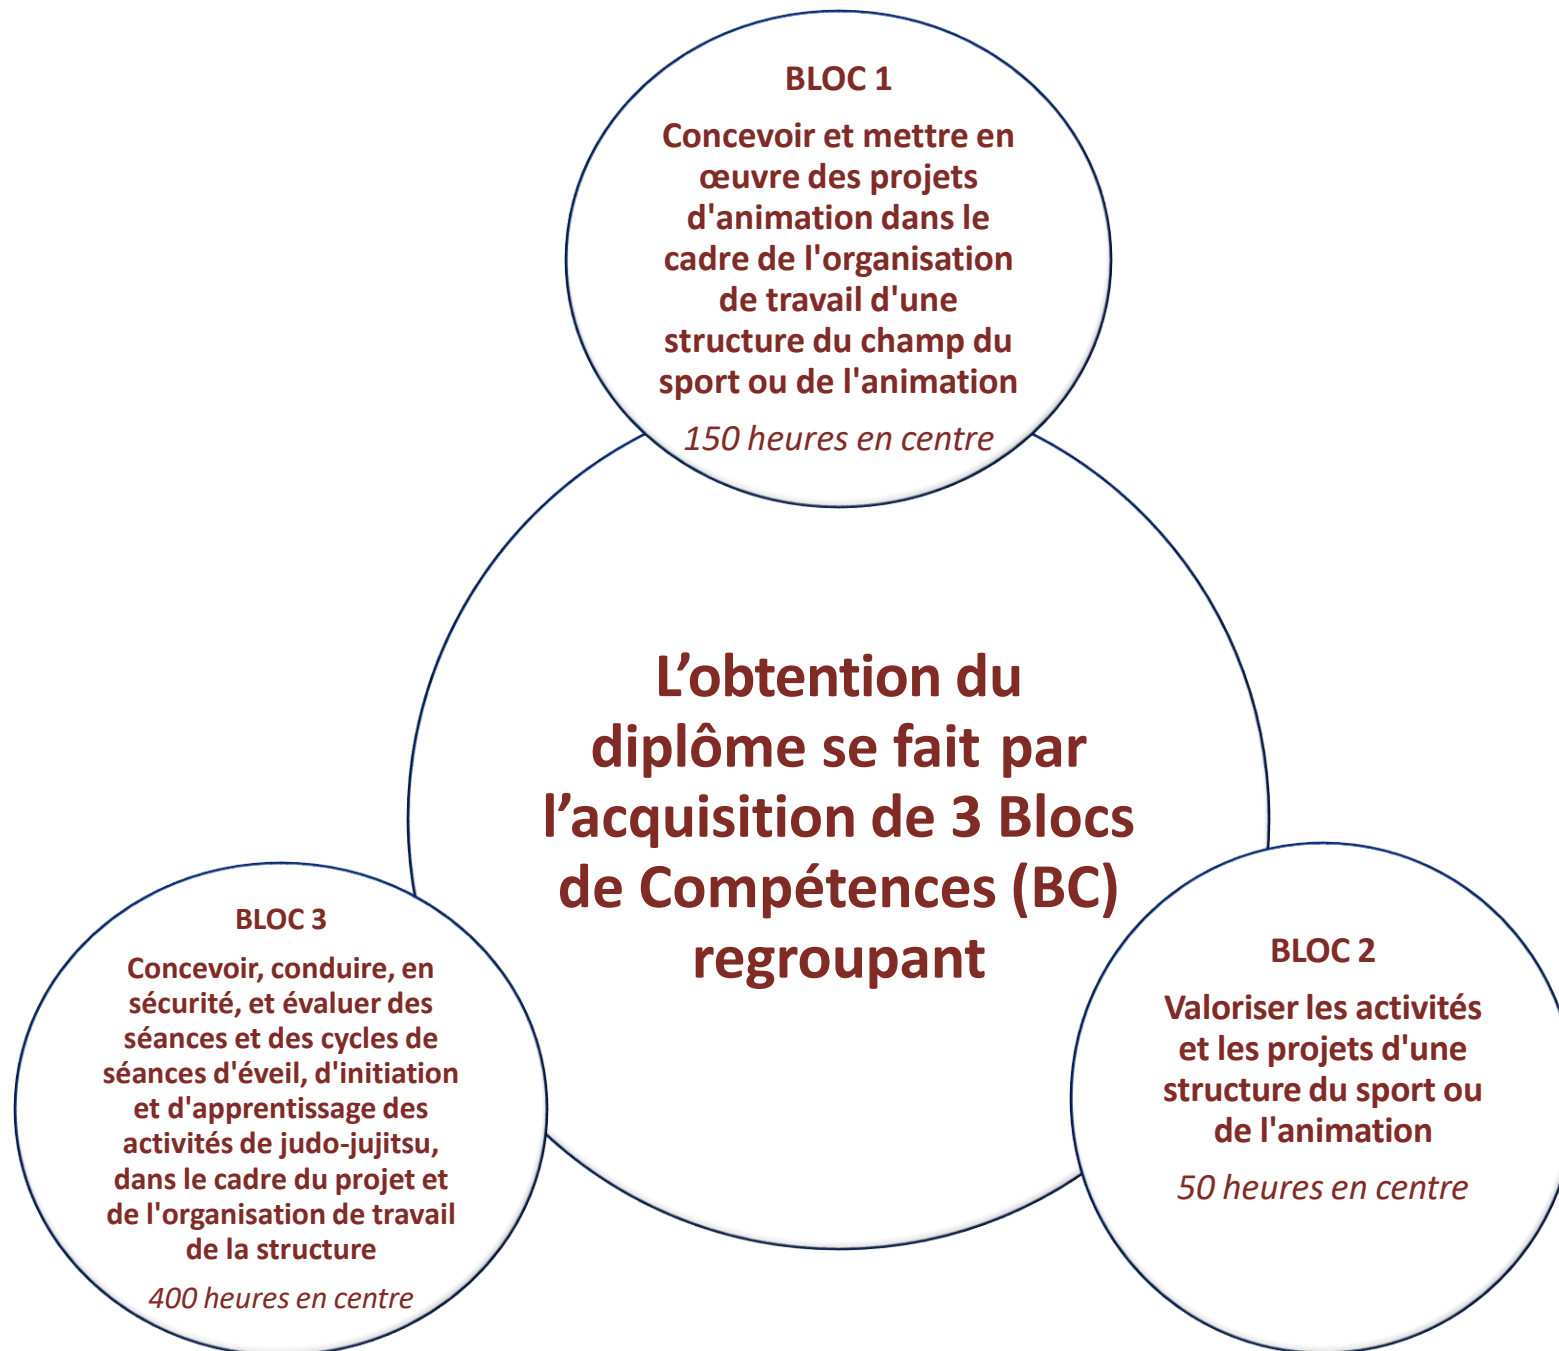 BLOC 1
Concevoir et mettre en
œuvre des projets
d'animation dans le
cadre de l'organisation
de travail d'une
structure du champ du
sport ou de l'animation
150 heures en centre
L’obtention du
diplôme se fait par
l’acquisition de 3 Blocs
de Compétences (BC)
regroupant
BLOC 2
Valoriser les activités
et les projets d'une
structure du sport ou
de l'animation
50 heures en centre
BLOC 3
Concevoir, conduire, en
sécurité, et évaluer des
séances et des cycles de
séances d'éveil, d'initiation
et d'apprentissage des
activités de judo-jujitsu,
dans le cadre du projet et
de l'organisation de travail
de la structure
400 heures en centre